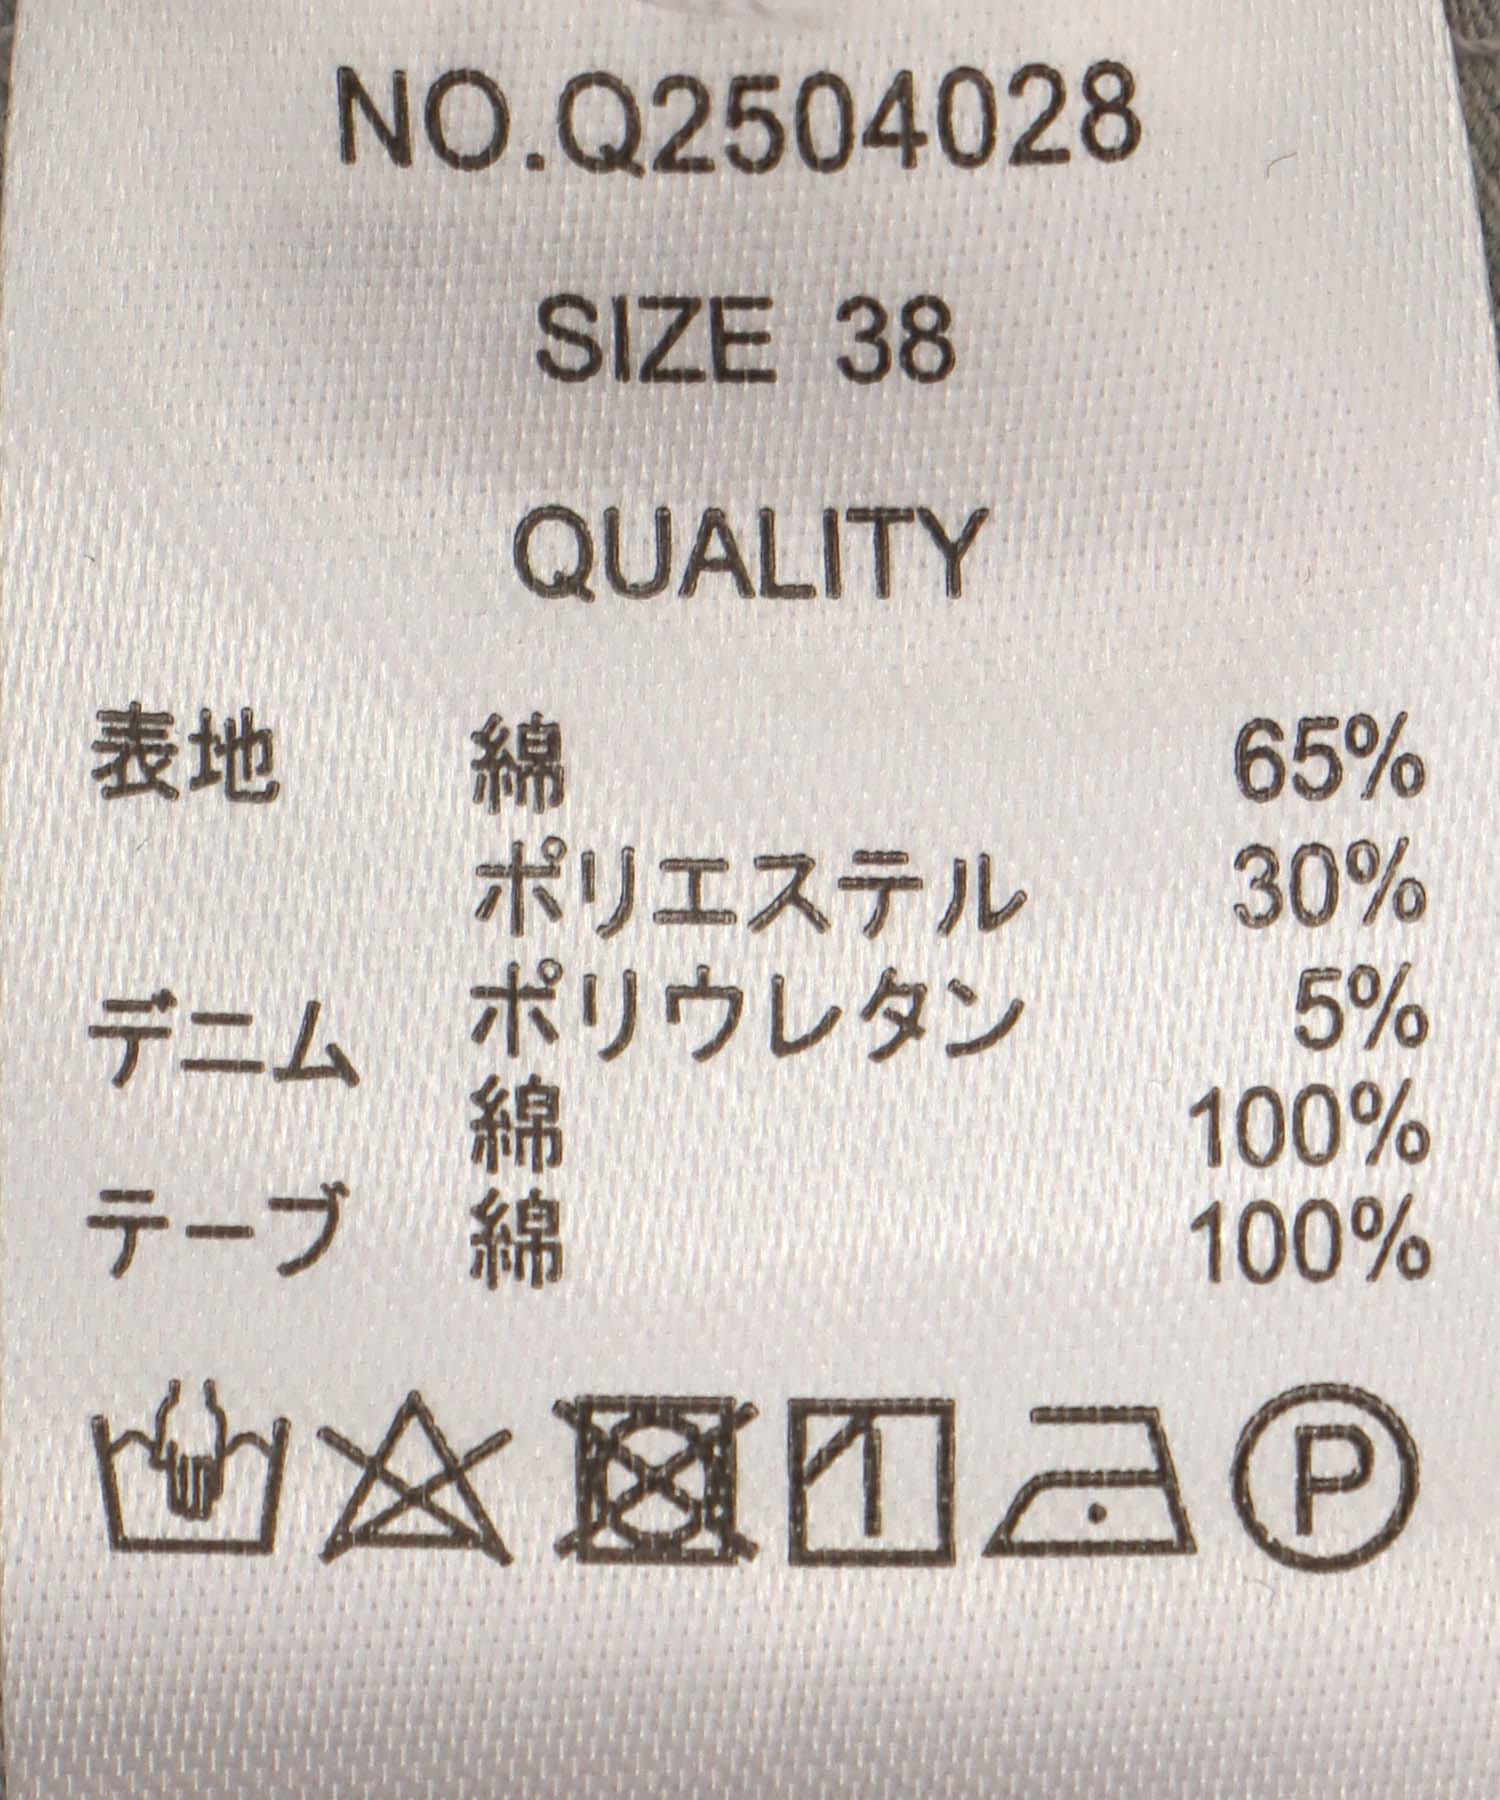 NO.Q2504028
SIZE 38
QUALITY
表地 綿 65%
ポリエステル 30%
デニム ポリウレタン 5%
綿 100%
テープ 綿 100%
P